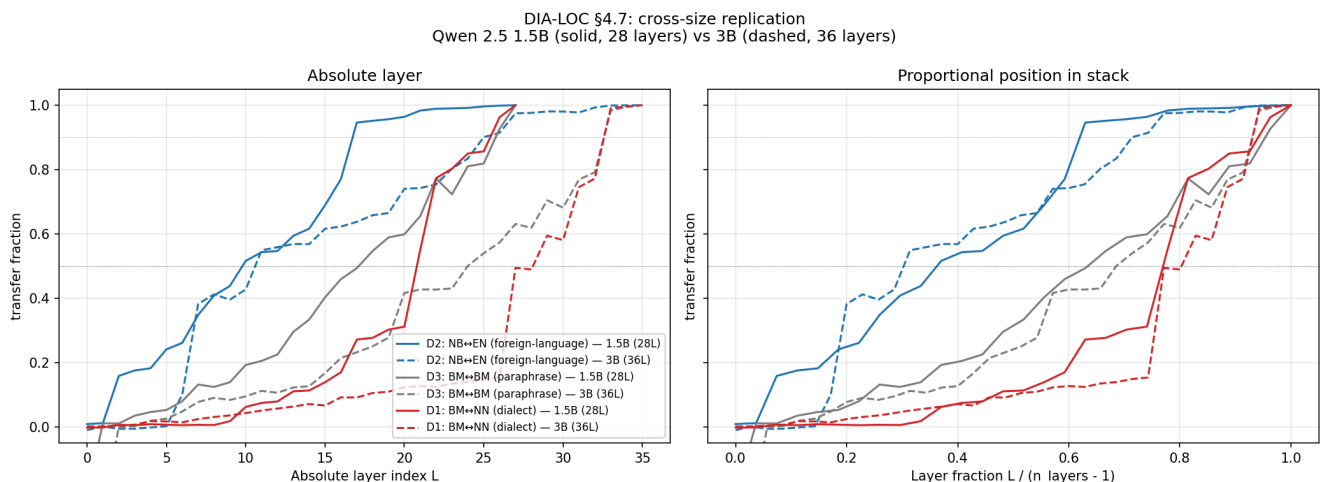 DIA-LOC §4.7: cross-size replication
Qwen 2.5 1.5B (solid, 28 layers) vs 3B (dashed, 36 layers)
Absolute layer
Proportional position in stack
transfer fraction
1.0
0.8
0.6
0.4
0.2
0.0
D2: NB↔EN (foreign-language) — 1.5B (28L)
D2: NB↔EN (foreign-language) — 3B (36L)
D3: BM↔BM (paraphrase) — 1.5B (28L)
D3: BM↔BM (paraphrase) — 3B (36L)
D1: BM↔NN (dialect) — 1.5B (28L)
D1: BM↔NN (dialect) — 3B (36L)
0 5 10 15 20 25 30 35
Absolute layer index L
transfer fraction
0.0 0.2 0.4 0.6 0.8 1.0
Layer fraction L / (n_layers - 1)